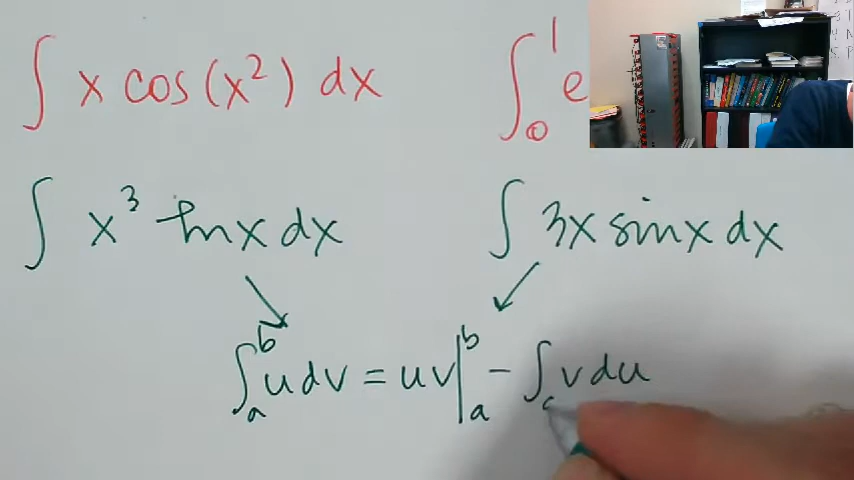 ∫ x cos(x²) dx ∫₀¹ e
∫ x³ ln x dx ∫ 3x sin x dx
∫ₐᵇ u dv = uv |ₐᵇ − ∫ₐ v du